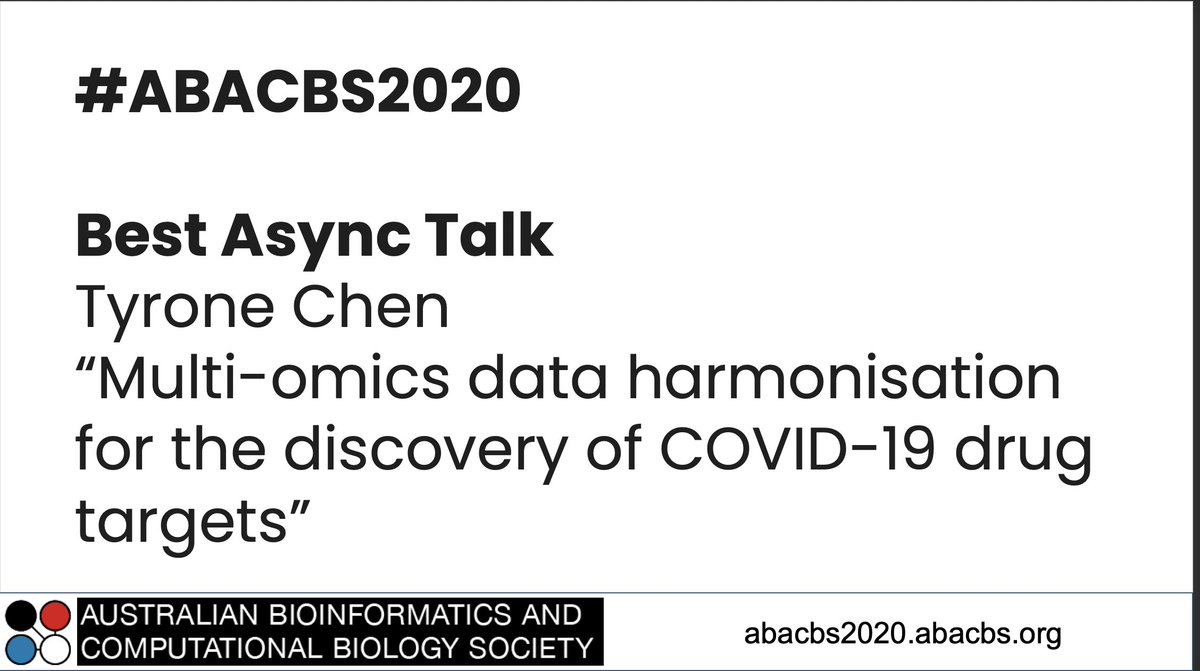 #ABACBS2020
Best Async Talk
Tyrone Chen
“Multi-omics data harmonisation
for the discovery of COVID-19 drug
targets”
AUSTRALIAN BIOINFORMATICS AND
COMPUTATIONAL BIOLOGY SOCIETY
abacbs2020.abacbs.org